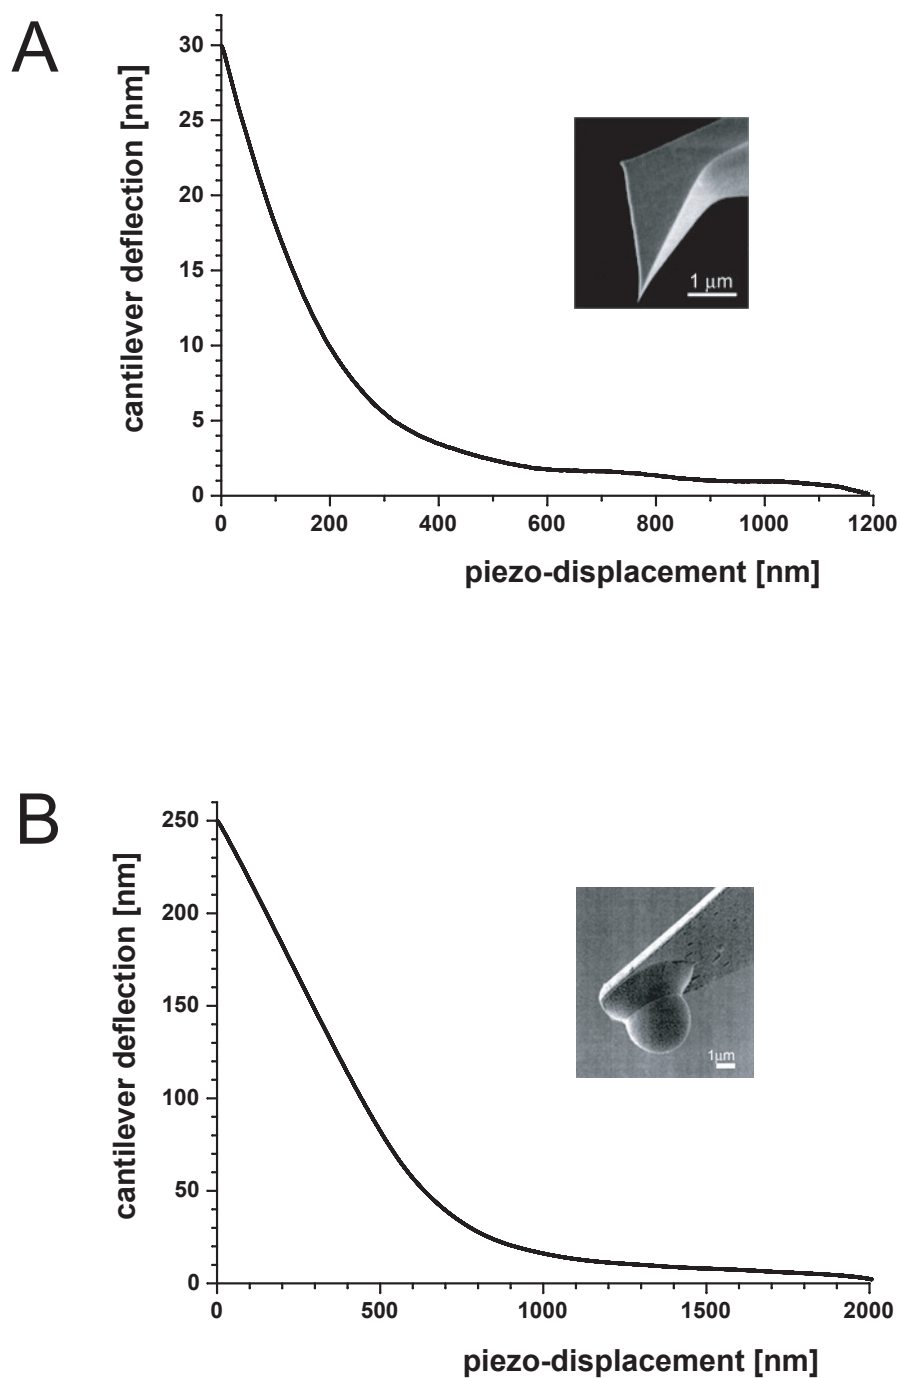 A
cantilever deflection [nm]
30
25
20
15
10
5
0
0 200 400 600 800 1000 1200
piezo-displacement [nm]
1 μm
B
cantilever deflection [nm]
250
200
150
100
50
0
0 500 1000 1500 2000
piezo-displacement [nm]
1μm